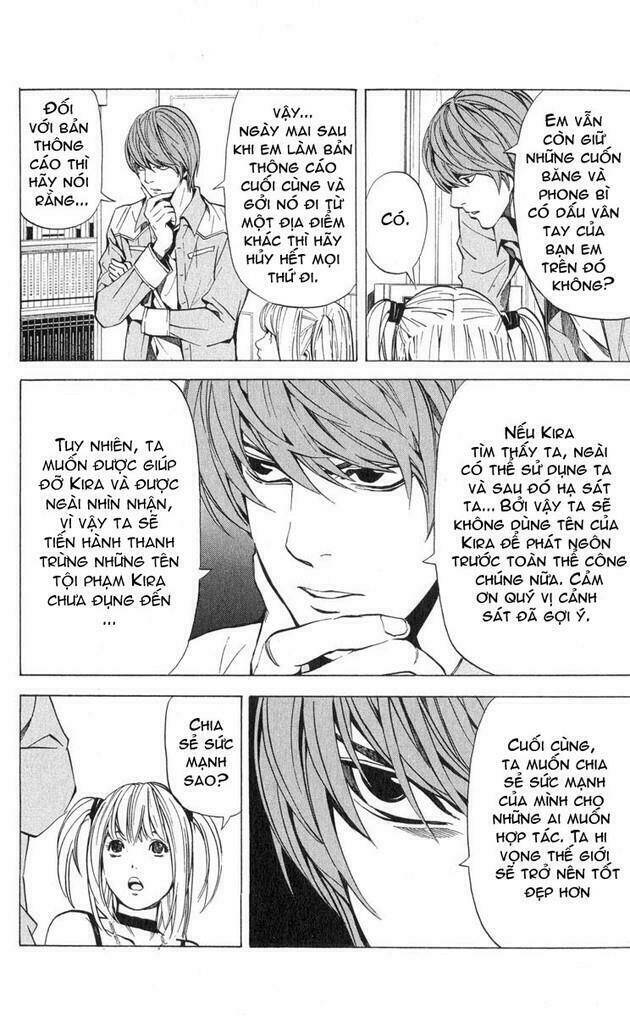 EM VẪN
CÒN GIỮ
NHỮNG CUỐN
BĂNG VÀ
PHONG BÌ
CÓ DẤU VÂN
TAY CỦA
BẠN EM
TRÊN ĐÓ
KHÔNG?
CÓ.
VẬY...
NGÀY MAI SAU
KHI EM LÀM BẢN
THÔNG CÁO
CUỐI CÙNG VÀ
GỞI NÓ ĐI TỪ
MỘT ĐỊA ĐIỂM
KHÁC THÌ HÃY
HỦY HẾT MỌI
THỨ ĐI.
ĐỐI
VỚI BẢN
THÔNG
CÁO THÌ
HÃY NÓI
RẰNG...
NẾU KIRA
TÌM THẤY TA, NGÀI
CÓ THỂ SỬ DỤNG TA
VÀ SAU ĐÓ HẠ SÁT
TA... BỞI VẬY TA SẼ
KHÔNG DÙNG TÊN CỦA
KIRA ĐỂ PHÁT NGÔN
TRƯỚC TOÀN THỂ CÔNG
CHÚNG NỮA. CẢM
ƠN QUÝ VỊ CẢNH
SÁT ĐÃ GỢI Ý.
TUY NHIÊN, TA
MUỐN ĐƯỢC GIÚP
ĐỠ KIRA VÀ ĐƯỢC
NGÀI NHÌN NHẬN,
VÌ VẬY TA SẼ
TIẾN HÀNH THANH
TRỪNG NHỮNG TÊN
TỘI PHẠM KIRA
CHƯA ĐỤNG ĐẾN
...
CUỐI CÙNG,
TA MUỐN CHIA
SẺ SỨC MẠNH
CỦA MÌNH CHO
NHỮNG AI MUỐN
HỢP TÁC. TA HI
VỌNG THẾ GIỚI
SẼ TRỞ NÊN TỐT
ĐẸP HƠN
CHIA
SẺ SỨC
MẠNH
SAO?